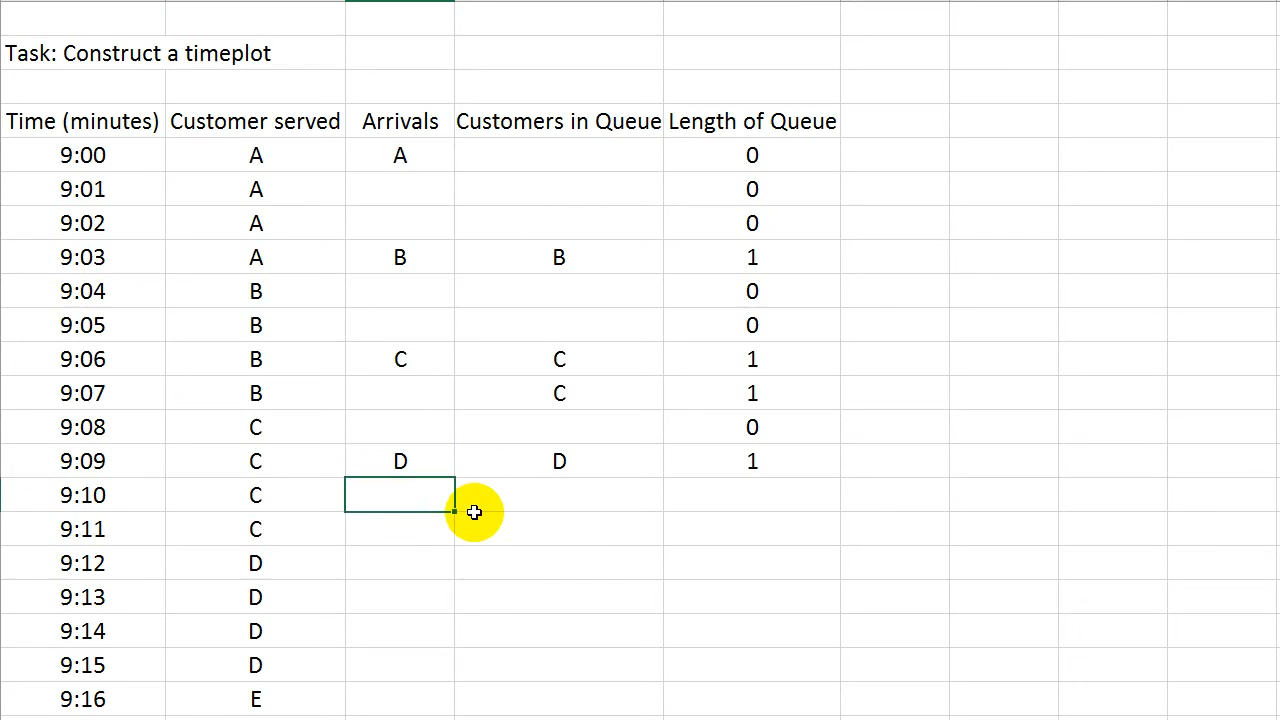 Task: Construct a timeplot
Time (minutes) Customer served Arrivals Customers in Queue Length of Queue
9:00 A A 0
9:01 A 0
9:02 A 0
9:03 A B B 1
9:04 B 0
9:05 B 0
9:06 B C C 1
9:07 B C 1
9:08 C 0
9:09 C D D 1
9:10 C
9:11 C
9:12 D
9:13 D
9:14 D
9:15 D
9:16 E